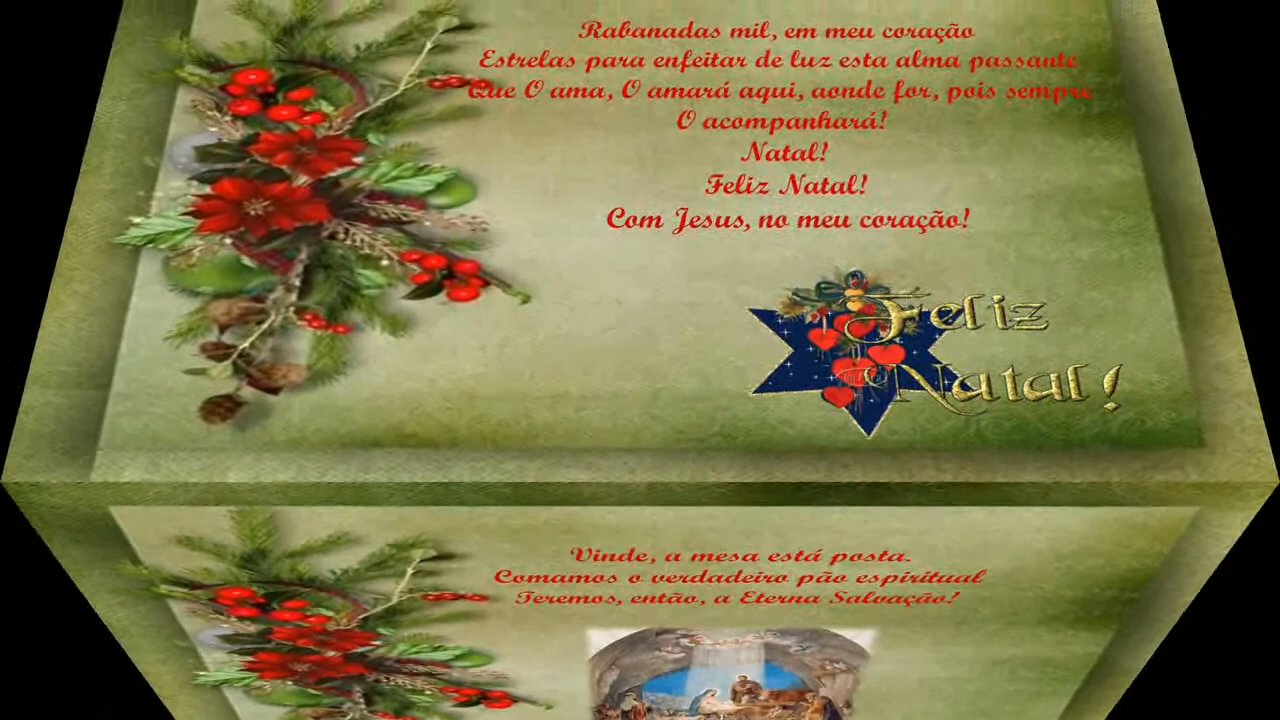 Rabanadas mil, em meu coração
Estrelas para enfeitar de luz esta alma passante
Que O ama, O amará aqui, aonde for, pois sempre
O acompanhará!
Natal!
Feliz Natal!
Com Jesus, no meu coração!
Feliz
Natal!
Vinde, a mesa está posta.
Comamos o verdadeiro pão espiritual
Teremos, então, a Eterna Salvação!